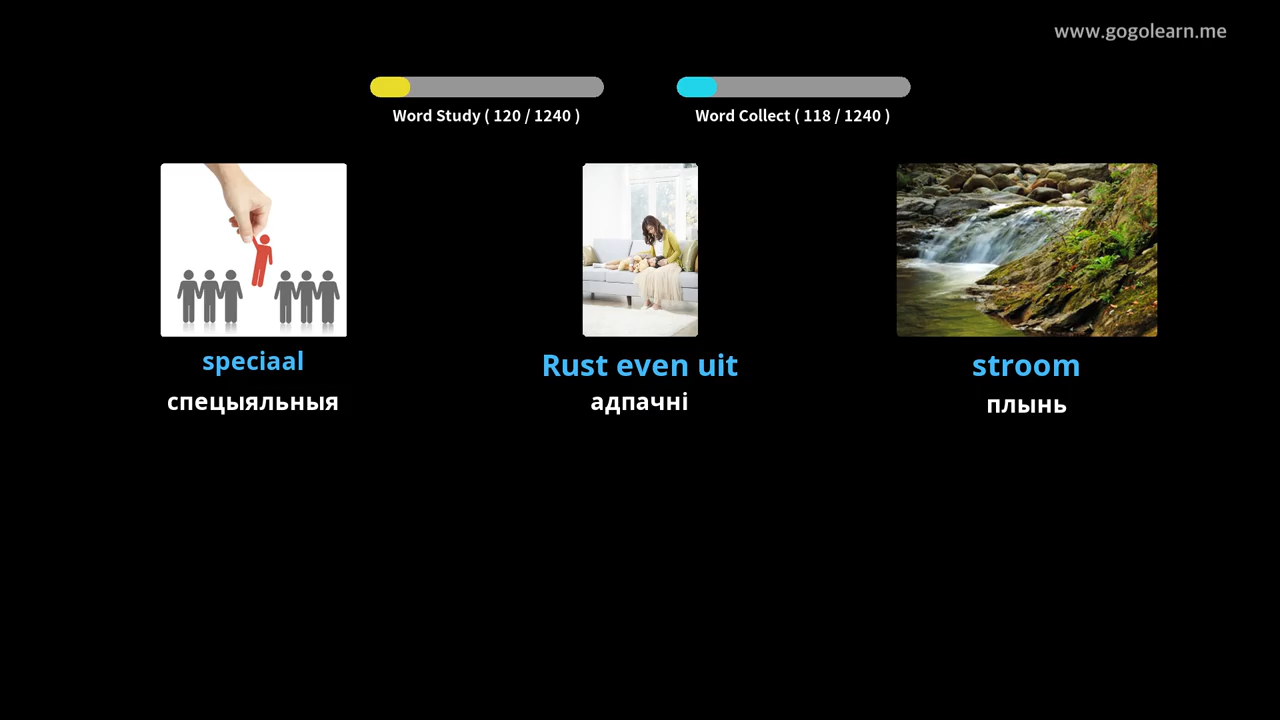 www.gogolearn.me
Word Study ( 120 / 1240 )
Word Collect ( 118 / 1240 )
speciaal
спецыяльныя
Rust even uit
адпачні
stroom
плынь